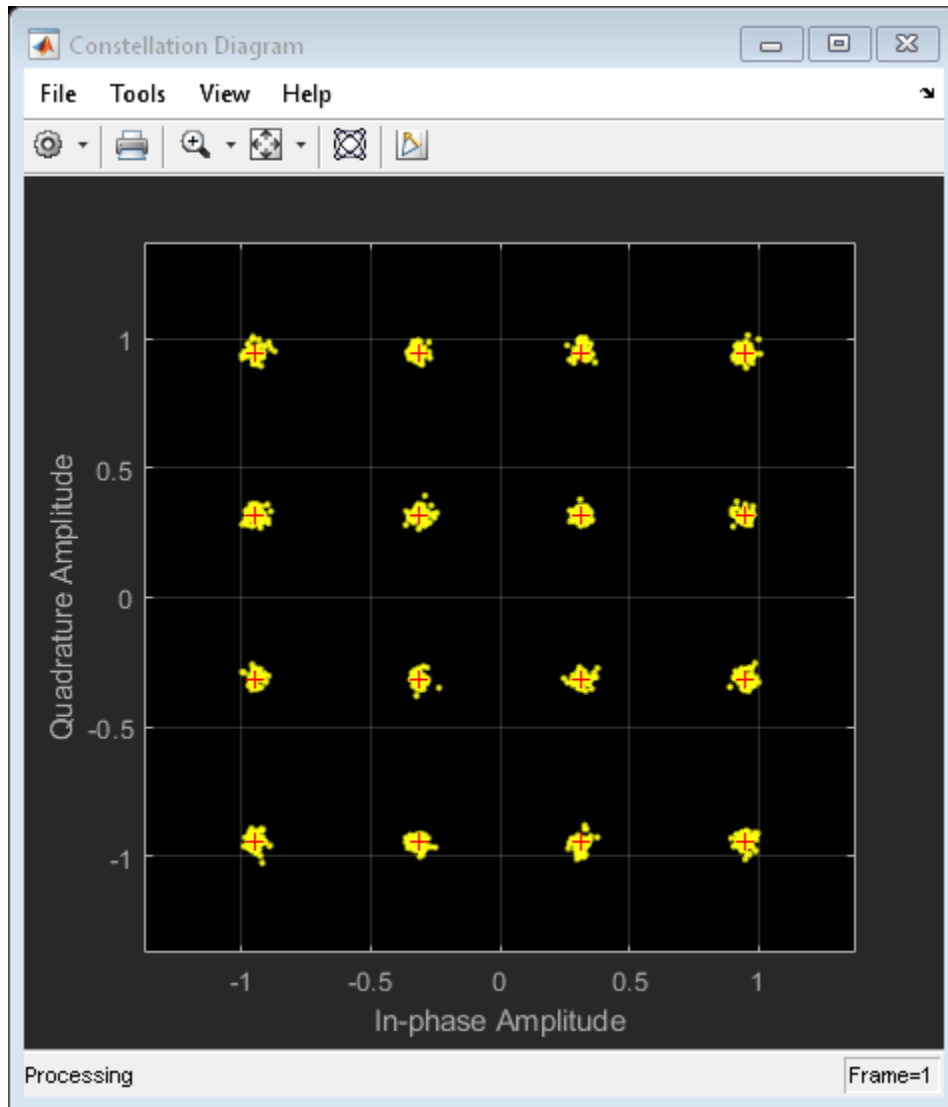 Constellation Diagram
File Tools View Help
1
0.5
0
-0.5
-1
Quadrature Amplitude
-1 -0.5 0 0.5 1
In-phase Amplitude
Processing Frame=1